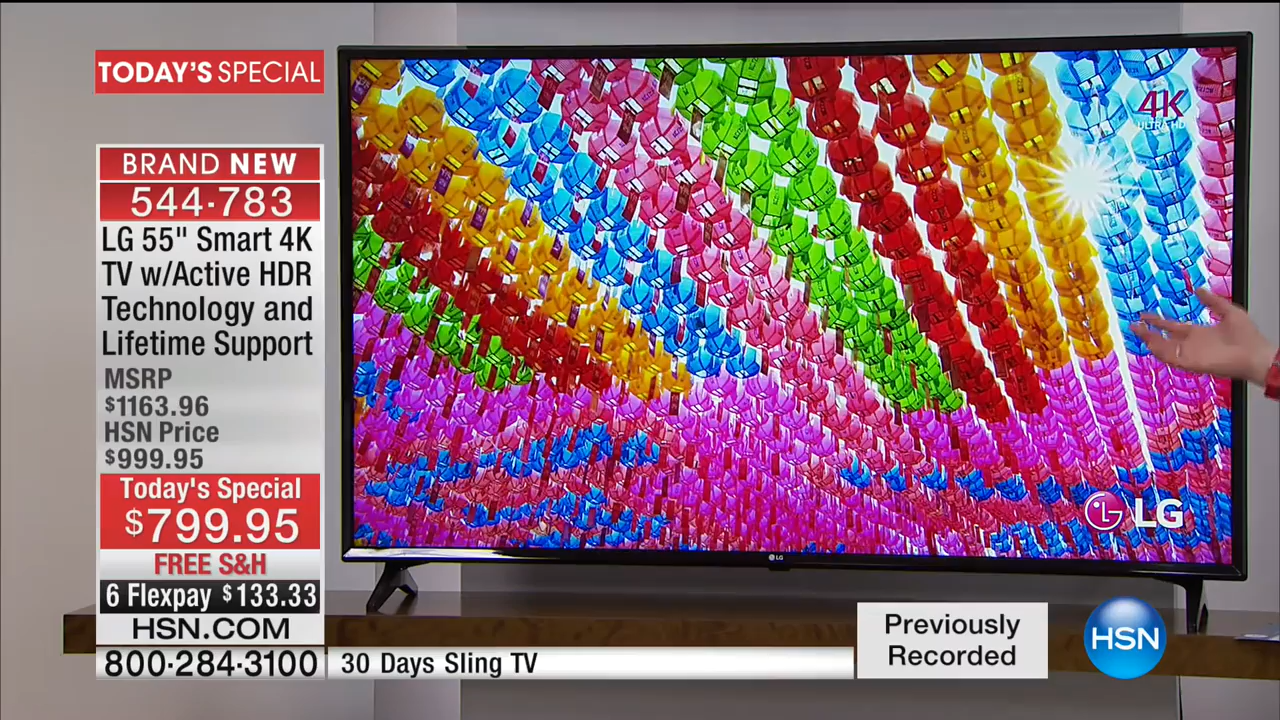 TODAY'S SPECIAL
BRAND NEW
544-783
LG 55" Smart 4K
TV w/Active HDR
Technology and
Lifetime Support
MSRP
$1163.96
HSN Price
$999.95
Today's Special
$799.95
FREE S&H
6 Flexpay $133.33
HSN.COM
800-284-3100
30 Days Sling TV
4K
ULTRA HD
LG
LG
Previously
Recorded
HSN